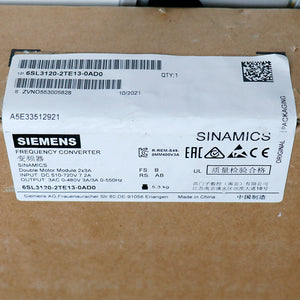 1P 6SL3120-2TE13-0AD0
QTY:1
S ZVND553005828
10/2021
A5E33512921
SIEMENS
FREQUENCY CONVERTER
变频器
SINAMICS
Double Motor Module 2x3A
INPUT: DC 510-720V 7.2A
OUTPUT: 3AC 0-480V 3A/3A 0-550Hz
6SL3120-2TE13-0AD0
FS B
RS AB
5.3 kg
SINAMICS
UL
质量检验合格
中国制造
Siemens AG Frauenauracher Str 80 DE-91056 Erlangen
Made in China
ORIGINAL PACKAGING